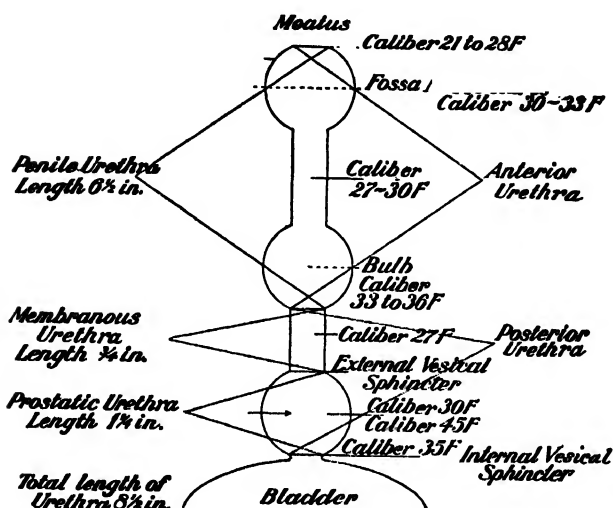 Meatus
Caliber 21 to 28F
Fossa
Caliber 30-33F
Penile Urethra
Length 6½ in.
Caliber
27-30F
Anterior
Urethra
Bulb
Caliber
33 to 36F
Membranous
Urethra
Length ¾ in.
Caliber 27F
Posterior
Urethra
External Vesical
Sphincter
Prostatic Urethra
Length 1¼ in.
Caliber 30F
Caliber 45F
Caliber 35F
Internal Vesical
Sphincter
Total length of
Urethra 8½ in.
Bladder